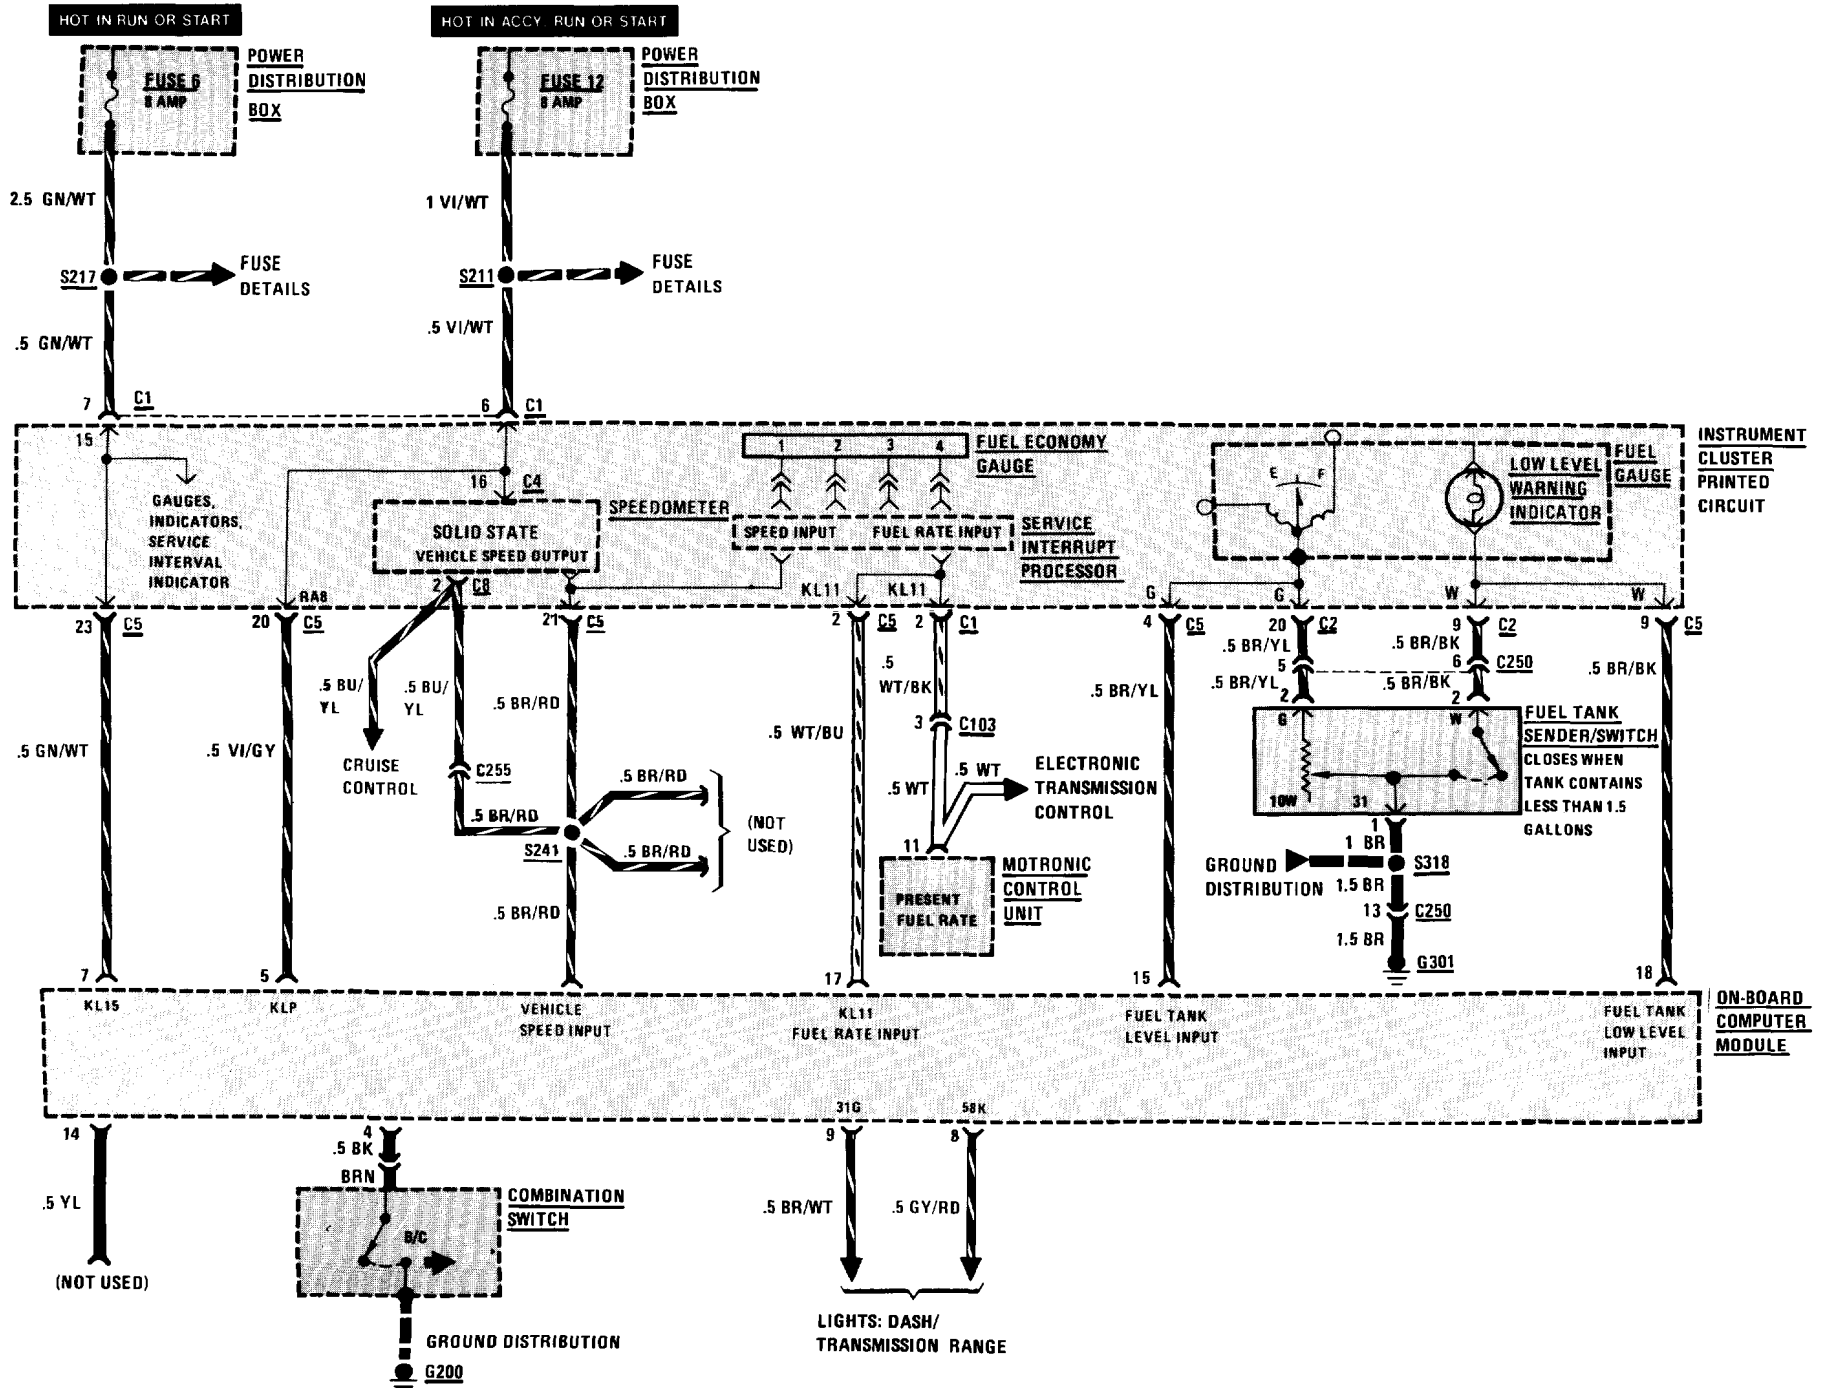 HOT IN RUN OR START
HOT IN ACCY, RUN OR START
FUSE 6
8 AMP
POWER
DISTRIBUTION
BOX
FUSE 12
8 AMP
POWER
DISTRIBUTION
BOX
2.5 GN/WT
1 VI/WT
S217
FUSE
DETAILS
S211
FUSE
DETAILS
.5 GN/WT
.5 VI/WT
7
C1
6
C1
15
GAUGES,
INDICATORS,
SERVICE
INTERVAL
INDICATOR
16
C4
SOLID STATE
VEHICLE SPEED OUTPUT
SPEEDOMETER
1
2
3
4
FUEL ECONOMY
GAUGE
SPEED INPUT
FUEL RATE INPUT
SERVICE
INTERRUPT
PROCESSOR
E
F
LOW LEVEL
WARNING
INDICATOR
FUEL
GAUGE
INSTRUMENT
CLUSTER
PRINTED
CIRCUIT
RA8
2
C8
KL11
KL11
G
G
W
W
23
C5
20
C5
21
C5
2
C5
2
C1
4
C5
20
C2
9
C2
9
C5
.5 BU/
YL
.5 BU/
YL
.5 BR/RD
.5
WT/BK
.5 BR/YL
.5 BR/YL
5
.5 BR/YL
2
.5 BR/BK
6
C250
.5 BR/BK
2
.5 BR/BK
.5 GN/WT
.5 VI/GY
CRUISE
CONTROL
C255
.5 BR/RD
S241
.5 BR/RD
.5 BR/RD
(NOT
USED)
.5 BR/RD
.5 WT/BU
3
C103
.5 WT
.5 WT
ELECTRONIC
TRANSMISSION
CONTROL
11
PRESENT
FUEL RATE
MOTRONIC
CONTROL
UNIT
G
W
10W
31
FUEL TANK
SENDER/SWITCH
CLOSES WHEN
TANK CONTAINS
LESS THAN 1.5
GALLONS
1
1 BR
GROUND
DISTRIBUTION
S318
1.5 BR
13
C250
1.5 BR
G301
7
5
17
15
18
KL15
KLP
VEHICLE
SPEED INPUT
KL11
FUEL RATE INPUT
FUEL TANK
LEVEL INPUT
FUEL TANK
LOW LEVEL
INPUT
ON-BOARD
COMPUTER
MODULE
31G
58K
14
4
9
8
.5 YL
(NOT USED)
.5 BK
BRN
B/C
COMBINATION
SWITCH
GROUND DISTRIBUTION
G200
.5 BR/WT
.5 GY/RD
LIGHTS: DASH/
TRANSMISSION RANGE